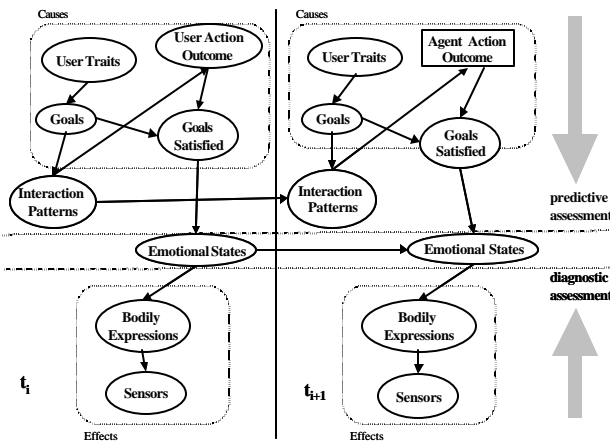 Causes
User Traits
User Action
Outcome
Goals
Goals
Satisfied
Interaction
Patterns
Emotional States
Bodily
Expressions
Sensors
t i
Effects
Causes
User Traits
Agent Action
Outcome
Goals
Goals
Satisfied
Interaction
Patterns
Emotional States
Bodily
Expressions
Sensors
t i+1
Effects
predictive
assessment
diagnostic
assessment